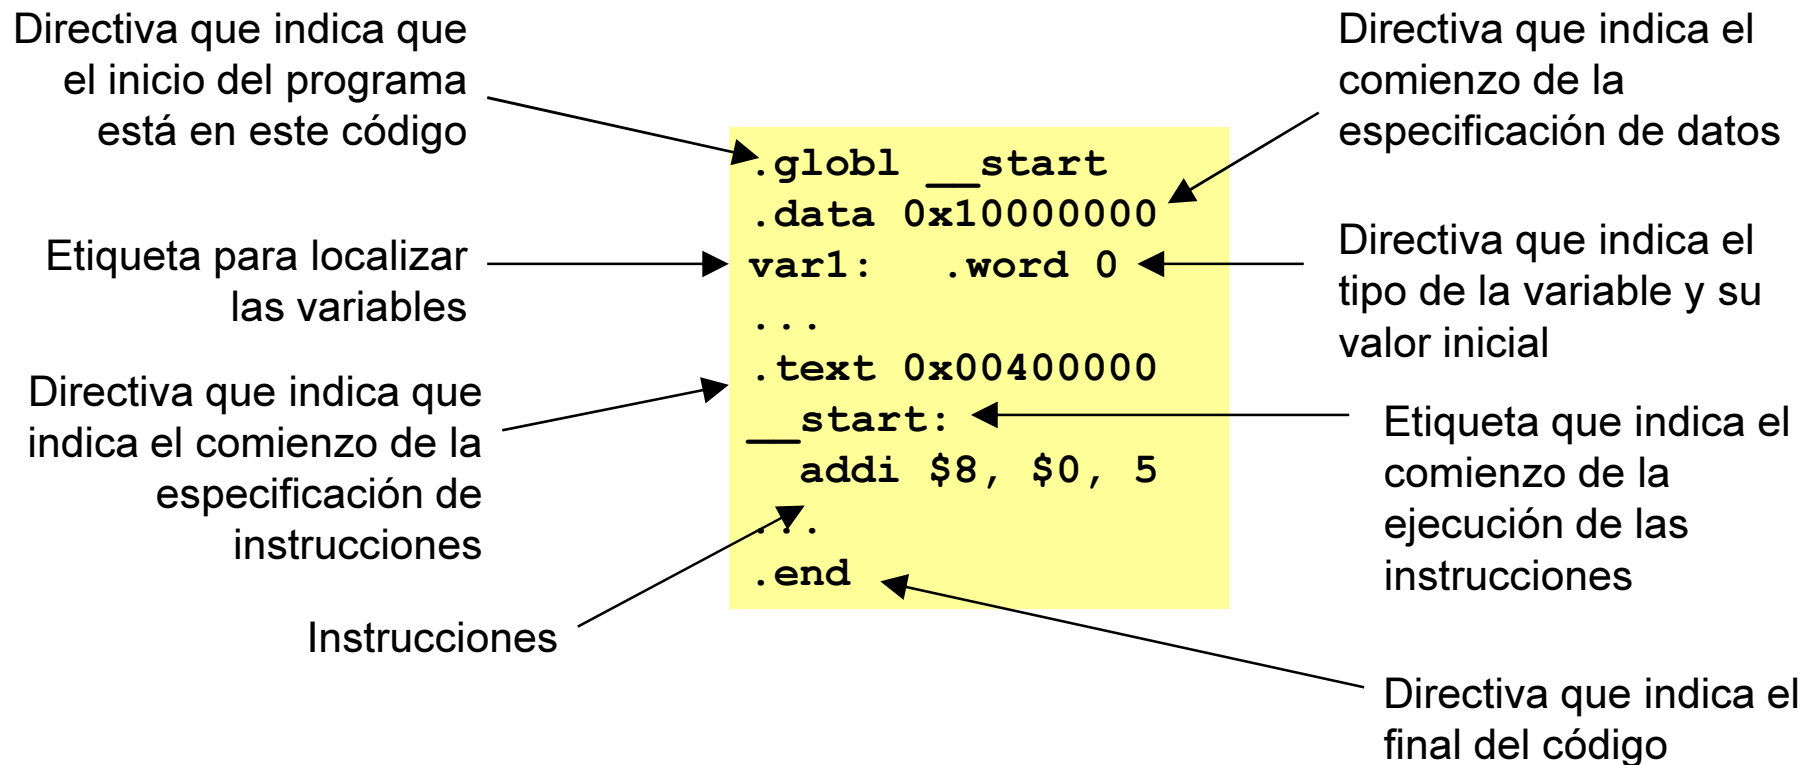 Directiva que indica que
el inicio del programa
está en este código
Etiqueta para localizar
las variables
Directiva que indica que
indica el comienzo de la
especificación de
instrucciones
Instrucciones
.globl __start
.data 0x10000000
var1: .word 0
...
.text 0x00400000
__start:
addi $8, $0, 5
...
.end
Directiva que indica el
comienzo de la
especificación de datos
Directiva que indica el
tipo de la variable y su
valor inicial
Etiqueta que indica el
comienzo de la
ejecución de las
instrucciones
Directiva que indica el
final del código